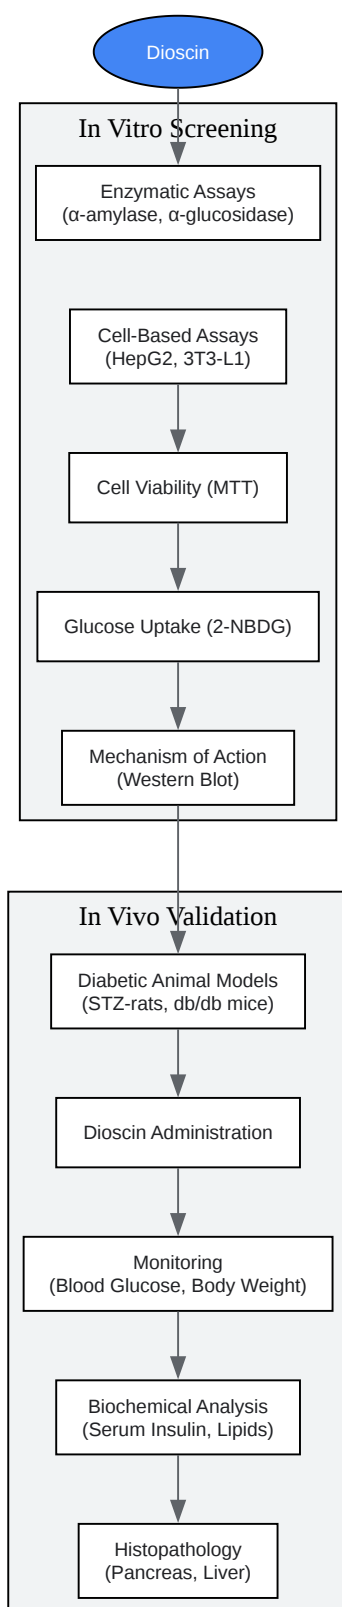 Dioscin
In Vitro Screening
Enzymatic Assays
(α-amylase, α-glucosidase)
Cell-Based Assays
(HepG2, 3T3-L1)
Cell Viability (MTT)
Glucose Uptake (2-NBDG)
Mechanism of Action
(Western Blot)
In Vivo Validation
Diabetic Animal Models
(STZ-rats, db/db mice)
Dioscin Administration
Monitoring
(Blood Glucose, Body Weight)
Biochemical Analysis
(Serum Insulin, Lipids)
Histopathology
(Pancreas, Liver)